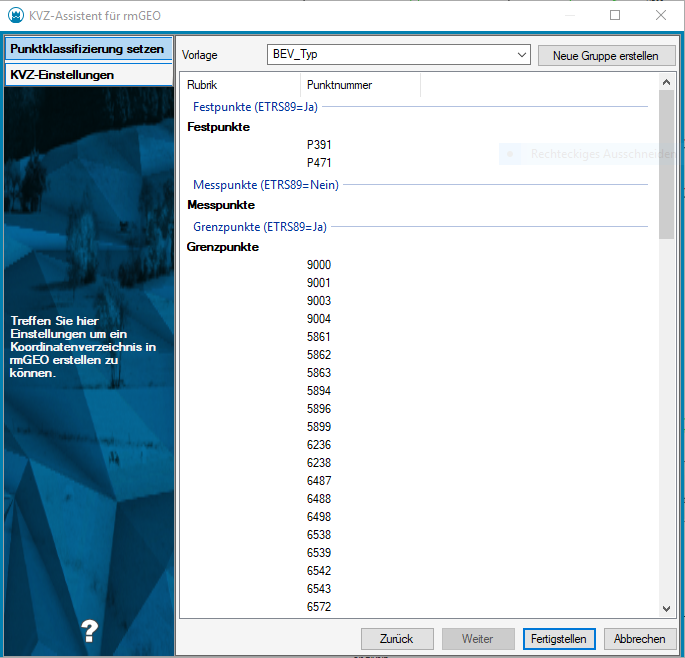 KVZ-Assistent für rmGEO
Punktklassifizierung setzen
KVZ-Einstellungen
Treffen Sie hier
Einstellungen um ein
Koordinatenverzeichnis in
rmGEO erstellen zu
können.
?
Vorlage
BEV_Typ
Neue Gruppe erstellen
Rubrik Punktnummer
Festpunkte (ETRS89=Ja)
Festpunkte
P391
P471
Rechteckiges Ausschneiden
Messpunkte (ETRS89=Nein)
Messpunkte
Grenzpunkte (ETRS89=Ja)
Grenzpunkte
9000
9001
9003
9004
5861
5862
5863
5894
5896
5899
6236
6238
6487
6488
6498
6538
6539
6542
6543
6572
Zurück Weiter Fertigstellen Abbrechen